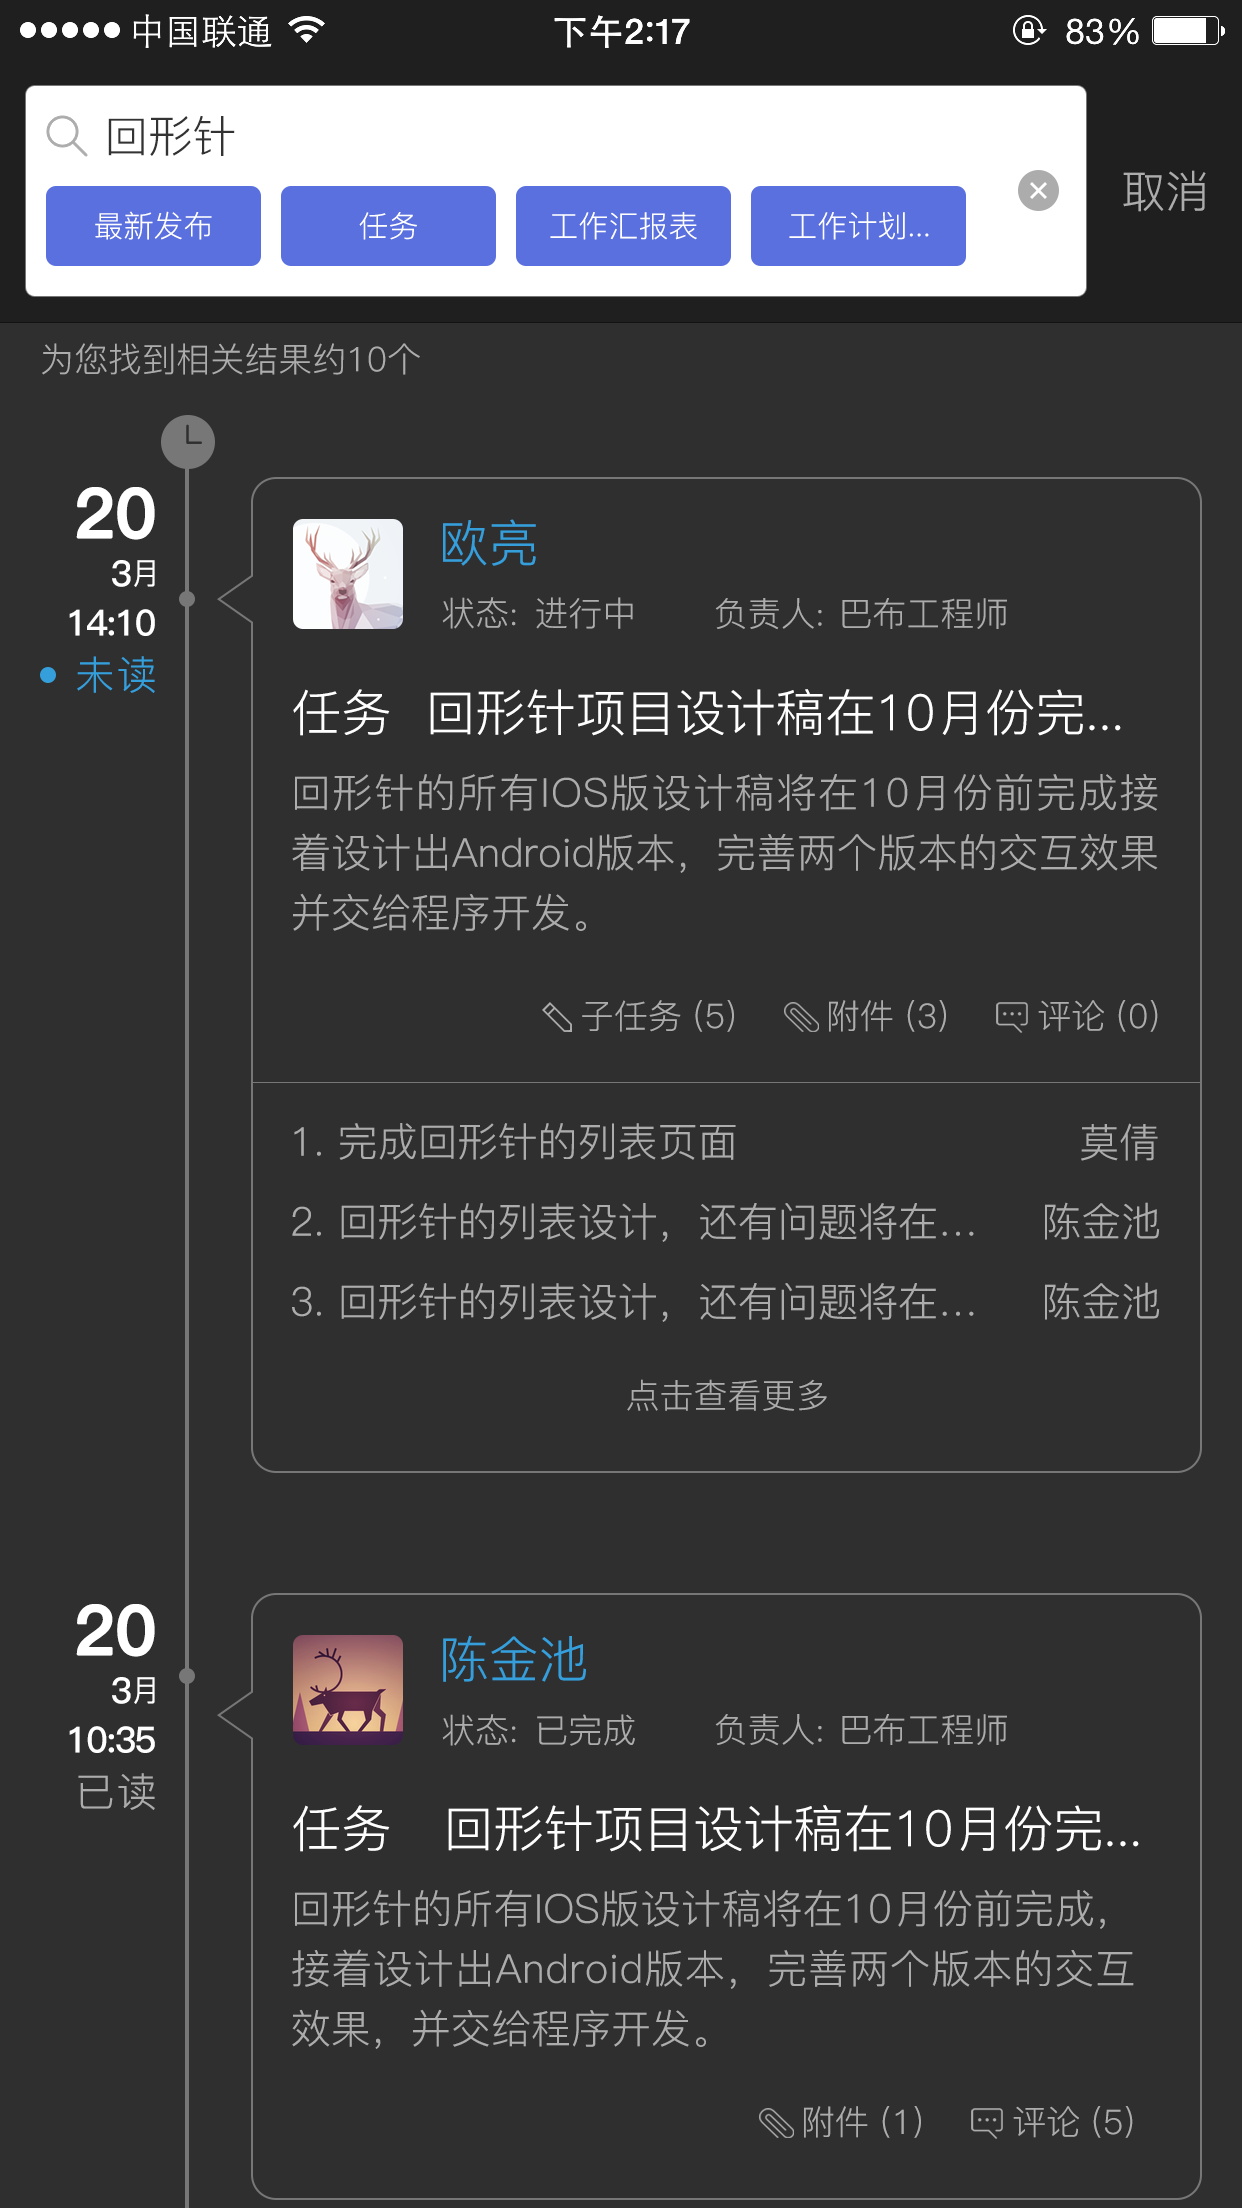 中国联通 下午2:17 83%
回形针
取消
最新发布 任务 工作汇报表 工作计划...
为您找到相关结果约10个
20
3月
14:10
未读
欧亮
状态: 进行中 负责人: 巴布工程师
任务 回形针项目设计稿在10月份完...
回形针的所有IOS版设计稿将在10月份前完成接
着设计出Android版本，完善两个版本的交互效果
并交给程序开发。
子任务 (5) 附件 (3) 评论 (0)
1. 完成回形针的列表页面 莫倩
2. 回形针的列表设计，还有问题将在... 陈金池
3. 回形针的列表设计，还有问题将在... 陈金池
点击查看更多
20
3月
10:35
已读
陈金池
状态: 已完成 负责人: 巴布工程师
任务 回形针项目设计稿在10月份完...
回形针的所有IOS版设计稿将在10月份前完成，
接着设计出Android版本，完善两个版本的交互
效果，并交给程序开发。
附件 (1) 评论 (5)